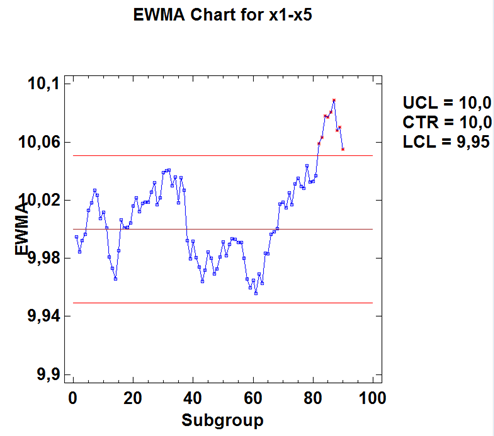 EWMA Chart for x1-x5
10,1
10,06
10,02
9,98
9,94
9,9
EWMA
0 20 40 60 80 100
Subgroup
UCL = 10,0
CTR = 10,0
LCL = 9,95